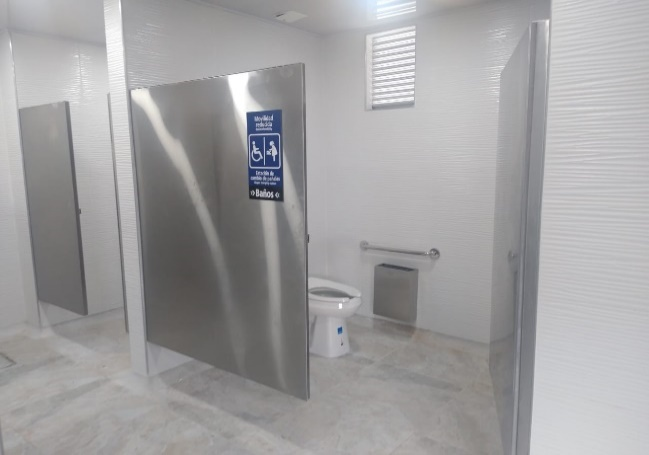 Movilidad
reducida
Estación de
cambio de pañales
Baños